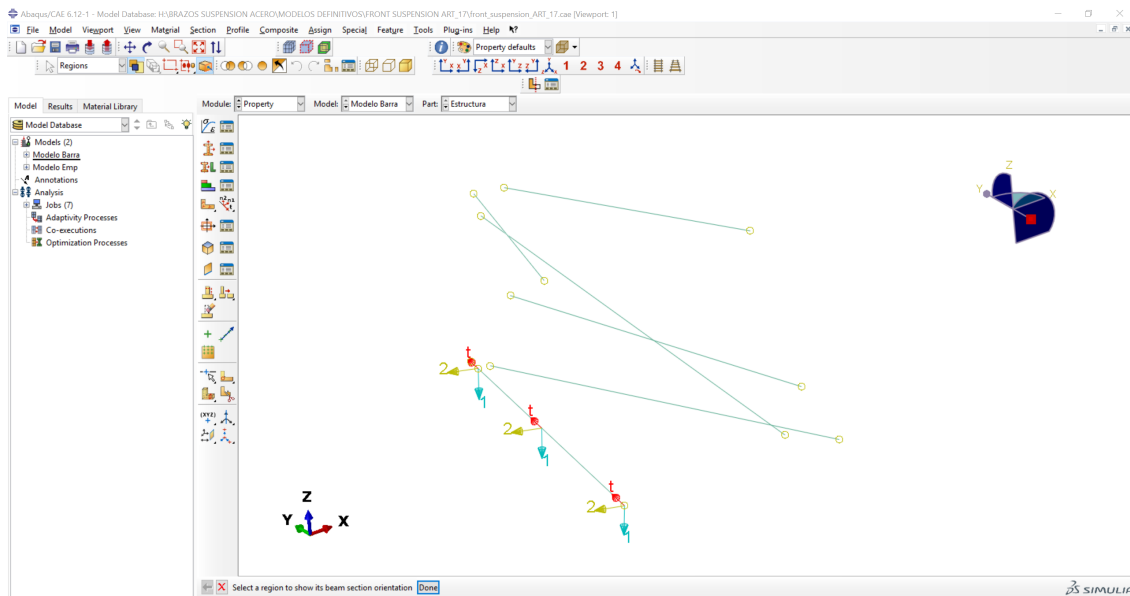 Abaqus/CAE 6.12-1 - Model Database: H:\BRAZOS SUSPENSION ACERO\MODELOS DEFINITIVOS\FRONT SUSPENSION ART_17\front_suspension_ART_17.cae [Viewport: 1]
File Model Viewport View Material Section Profile Composite Assign Special Feature Tools Plug-ins Help
Property defaults
Regions
1 2 3 4
Model Results Material Library
Module: Property Model: Modelo Barra Part: Estructura
Model Database
Models (2)
Modelo Barra
Modelo Emp
Annotations
Analysis
Jobs (7)
Adaptivity Processes
Co-executions
Optimization Processes
(XYZ)
Z
Y
X
t
2
1
t
2
1
t
2
1
Z
Y
X
Select a region to show its beam section orientation Done
SIMULIA